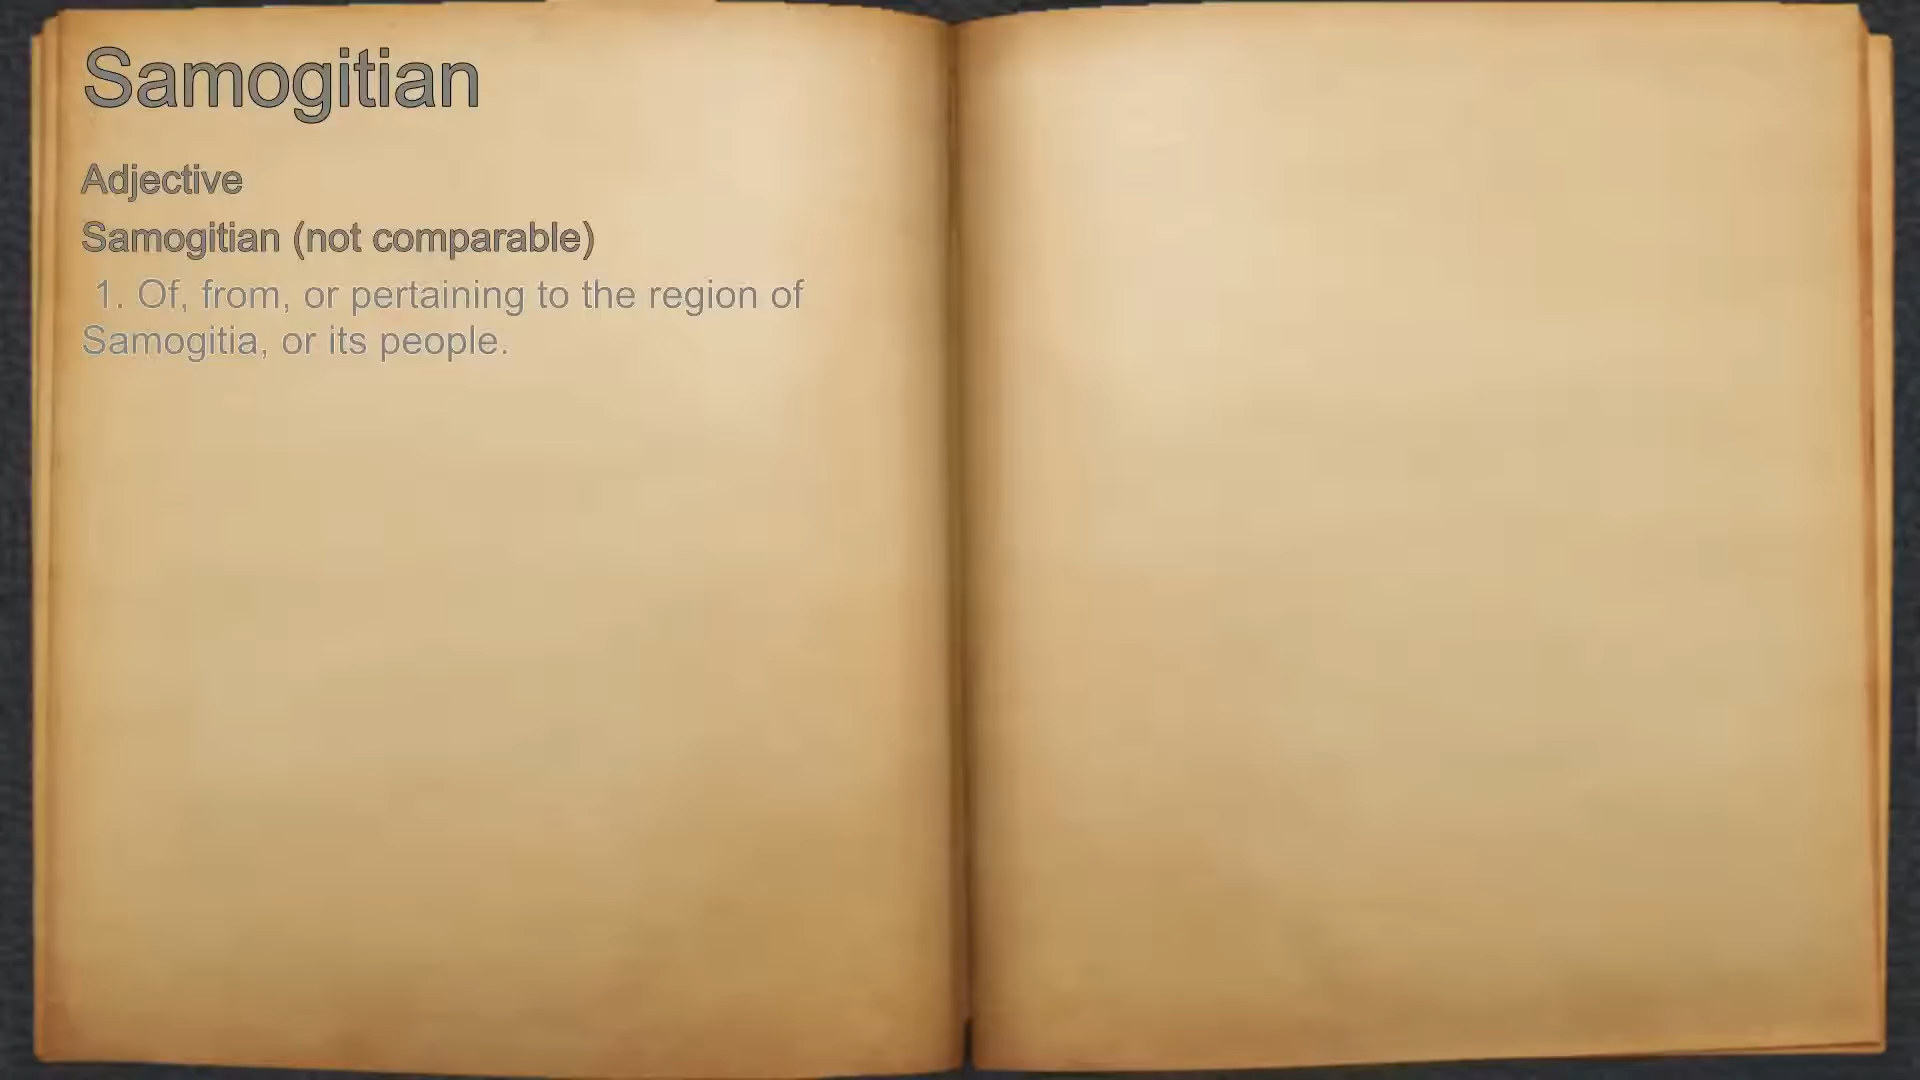 Samogitian
Adjective
Samogitian (not comparable)
1. Of, from, or pertaining to the region of
Samogitia, or its people.